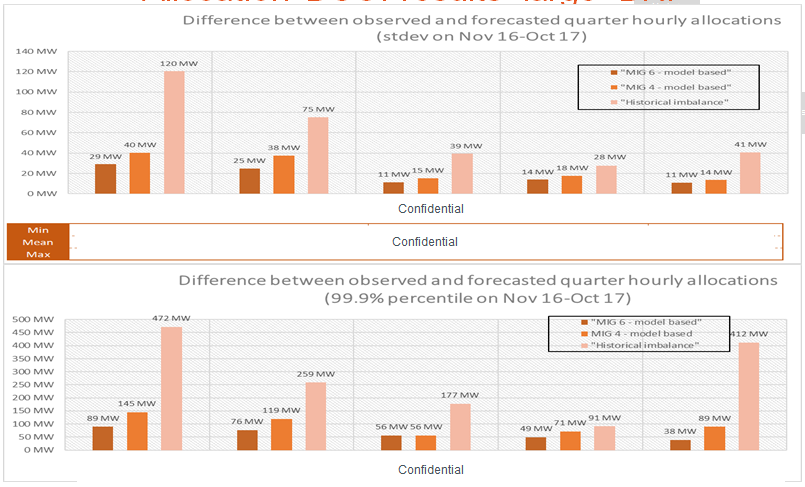 Difference between observed and forecasted quarter hourly allocations
(stdev on Nov 16-Oct 17)
140 MW
120 MW
100 MW
80 MW
60 MW
40 MW
20 MW
0 MW
29 MW 40 MW 120 MW
25 MW 38 MW 75 MW
11 MW 15 MW 39 MW
14 MW 18 MW 28 MW
11 MW 14 MW 41 MW
"MIG 6 - model based"
"MIG 4 - model based"
"Historical imbalance"
Confidential
Min
Mean
Max
Confidential
Difference between observed and forecasted quarter hourly allocations
(99.9% percentile on Nov 16-Oct 17)
500 MW
450 MW
400 MW
350 MW
300 MW
250 MW
200 MW
150 MW
100 MW
50 MW
0 MW
89 MW 145 MW 472 MW
76 MW 119 MW 259 MW
56 MW 56 MW 177 MW
49 MW 71 MW 91 MW
38 MW 89 MW 412 MW
"MIG 6 - model based"
MIG 4 - model based
"Historical imbalance"
Confidential